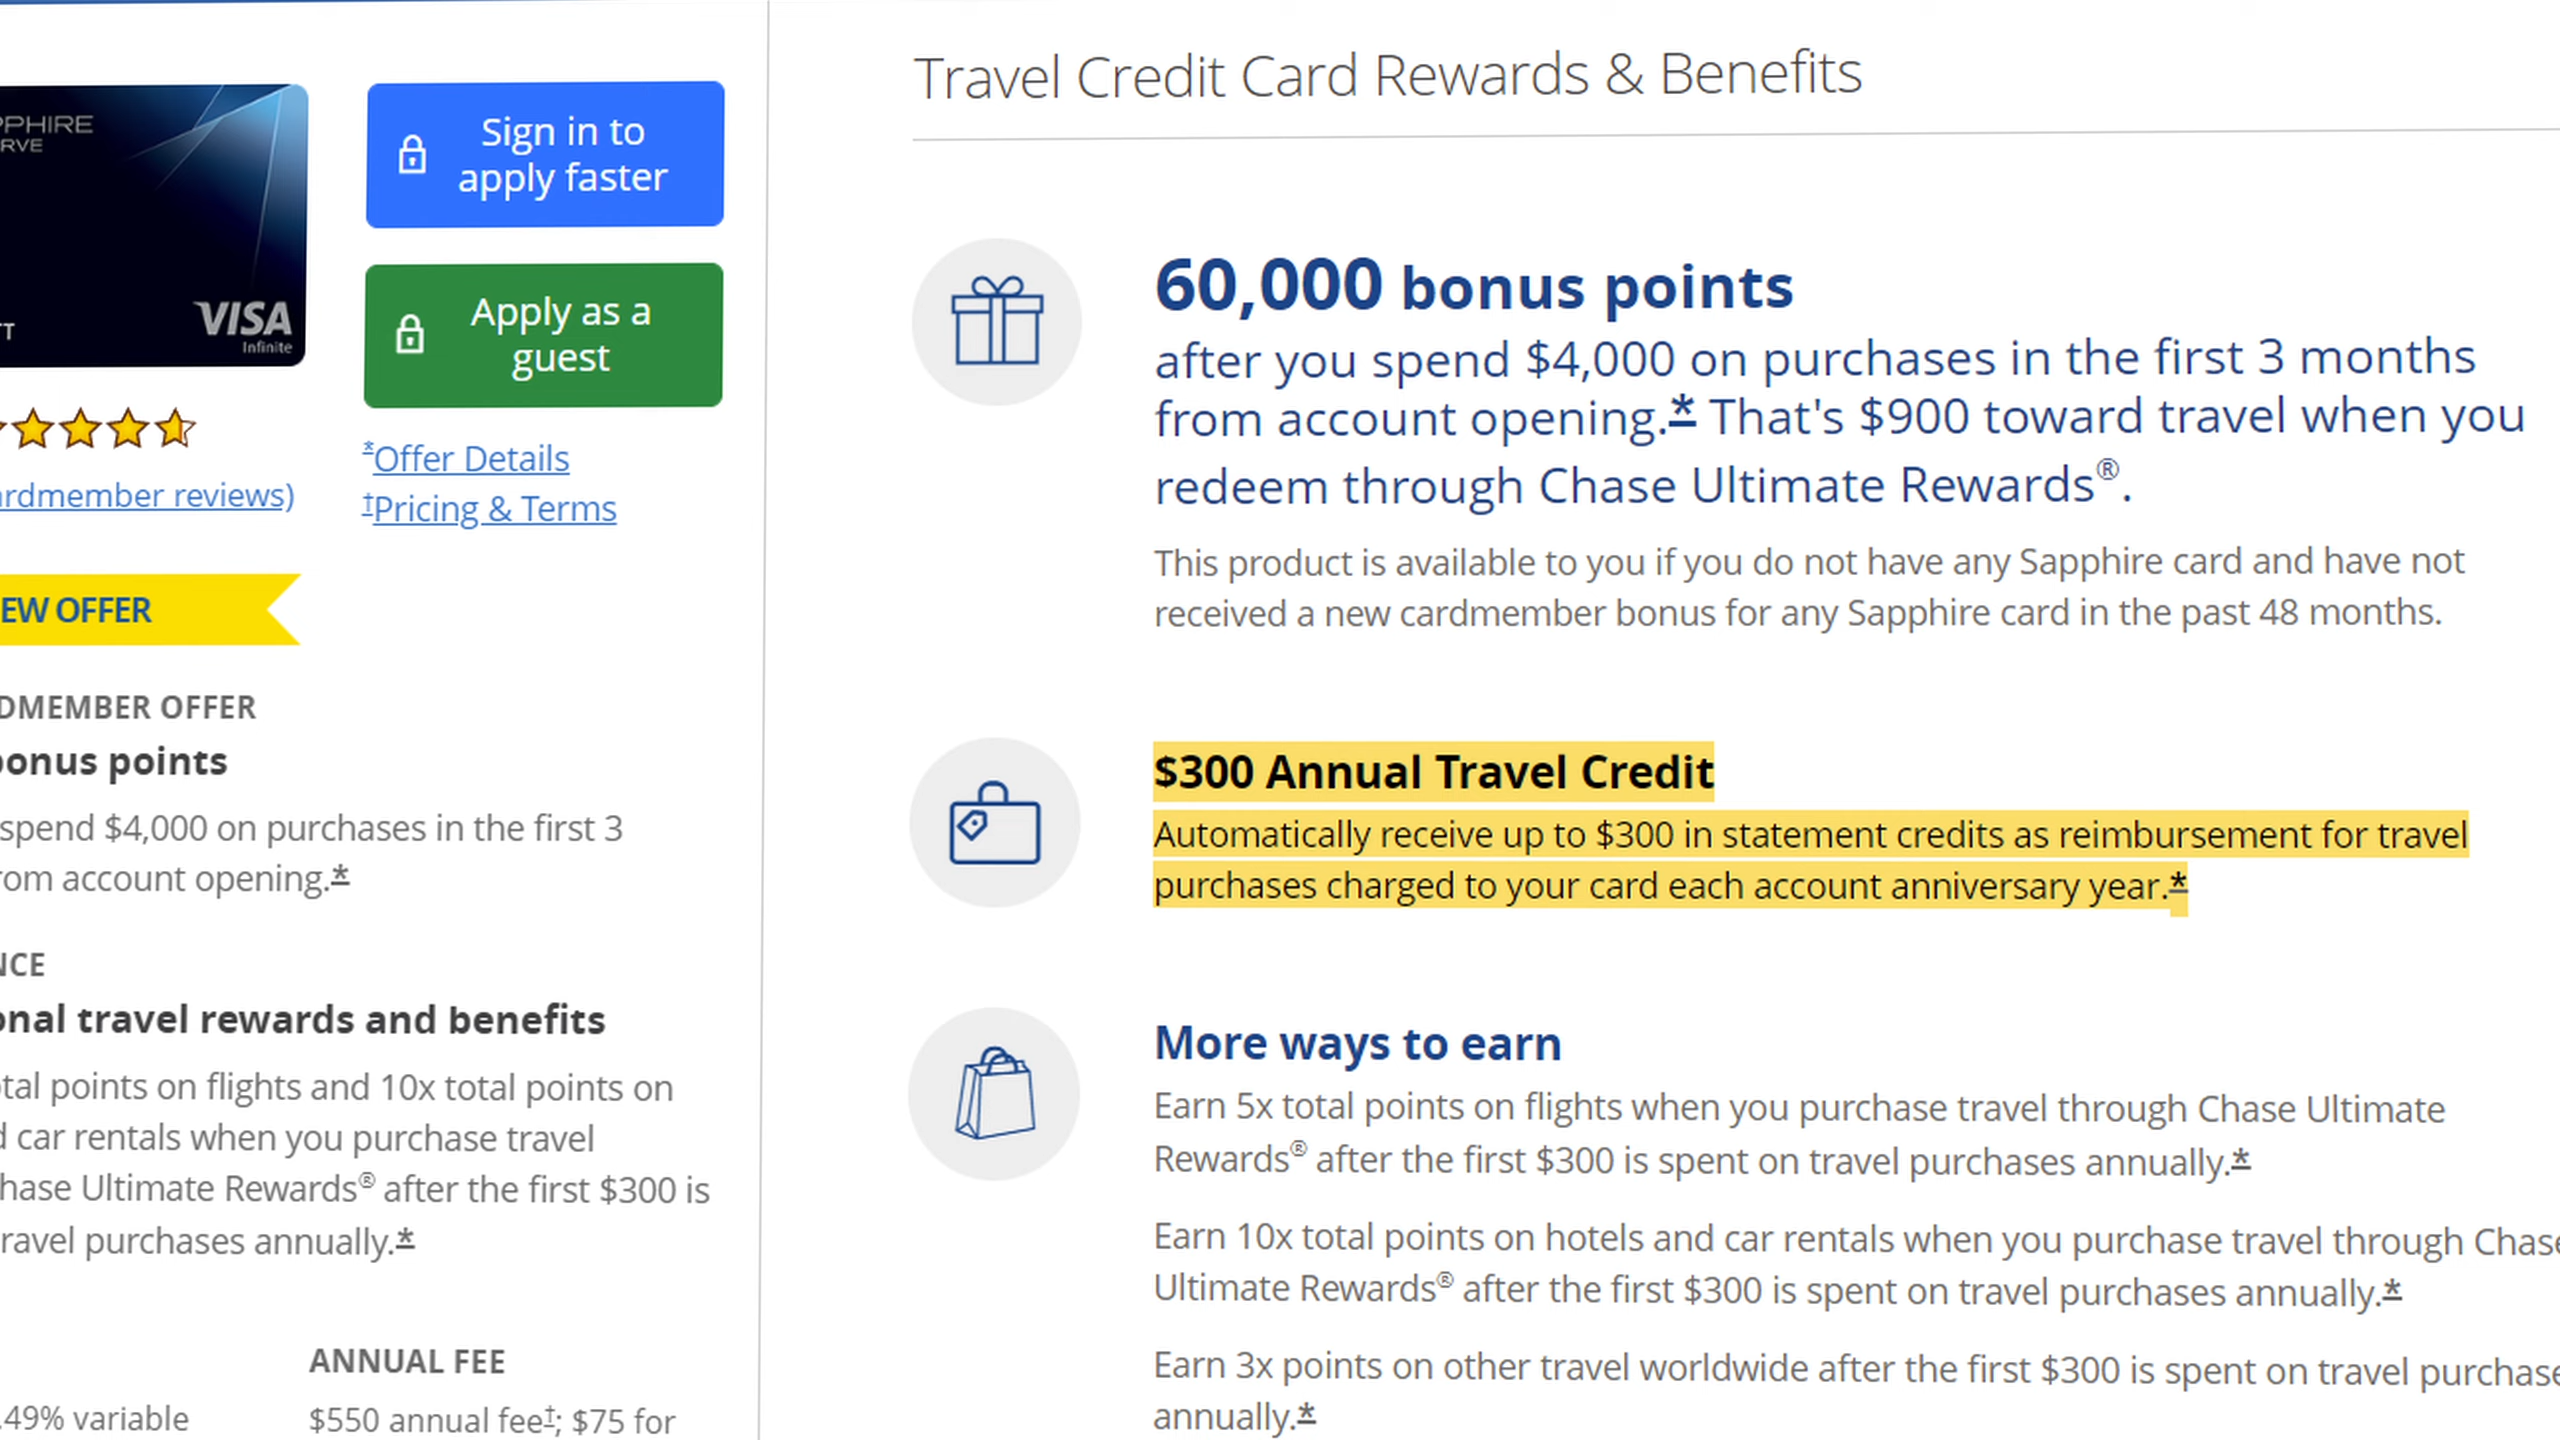 PPHIRE
RVE
VISA
Infinite
Sign in to
apply faster
Apply as a
guest
*Offer Details
†Pricing & Terms
ardmember reviews)
EW OFFER
DMEMBER OFFER
bonus points
spend $4,000 on purchases in the first 3
rom account opening.*
NCE
onal travel rewards and benefits
tal points on flights and 10x total points on
d car rentals when you purchase travel
hase Ultimate Rewards® after the first $300 is
ravel purchases annually.*
.49% variable
ANNUAL FEE
$550 annual fee†; $75 for
Travel Credit Card Rewards & Benefits
60,000 bonus points
after you spend $4,000 on purchases in the first 3 months
from account opening.* That's $900 toward travel when you
redeem through Chase Ultimate Rewards®.
This product is available to you if you do not have any Sapphire card and have not
received a new cardmember bonus for any Sapphire card in the past 48 months.
$300 Annual Travel Credit
Automatically receive up to $300 in statement credits as reimbursement for travel
purchases charged to your card each account anniversary year.*
More ways to earn
Earn 5x total points on flights when you purchase travel through Chase Ultimate
Rewards® after the first $300 is spent on travel purchases annually.*
Earn 10x total points on hotels and car rentals when you purchase travel through Chase
Ultimate Rewards® after the first $300 is spent on travel purchases annually.*
Earn 3x points on other travel worldwide after the first $300 is spent on travel purchase
annually.*